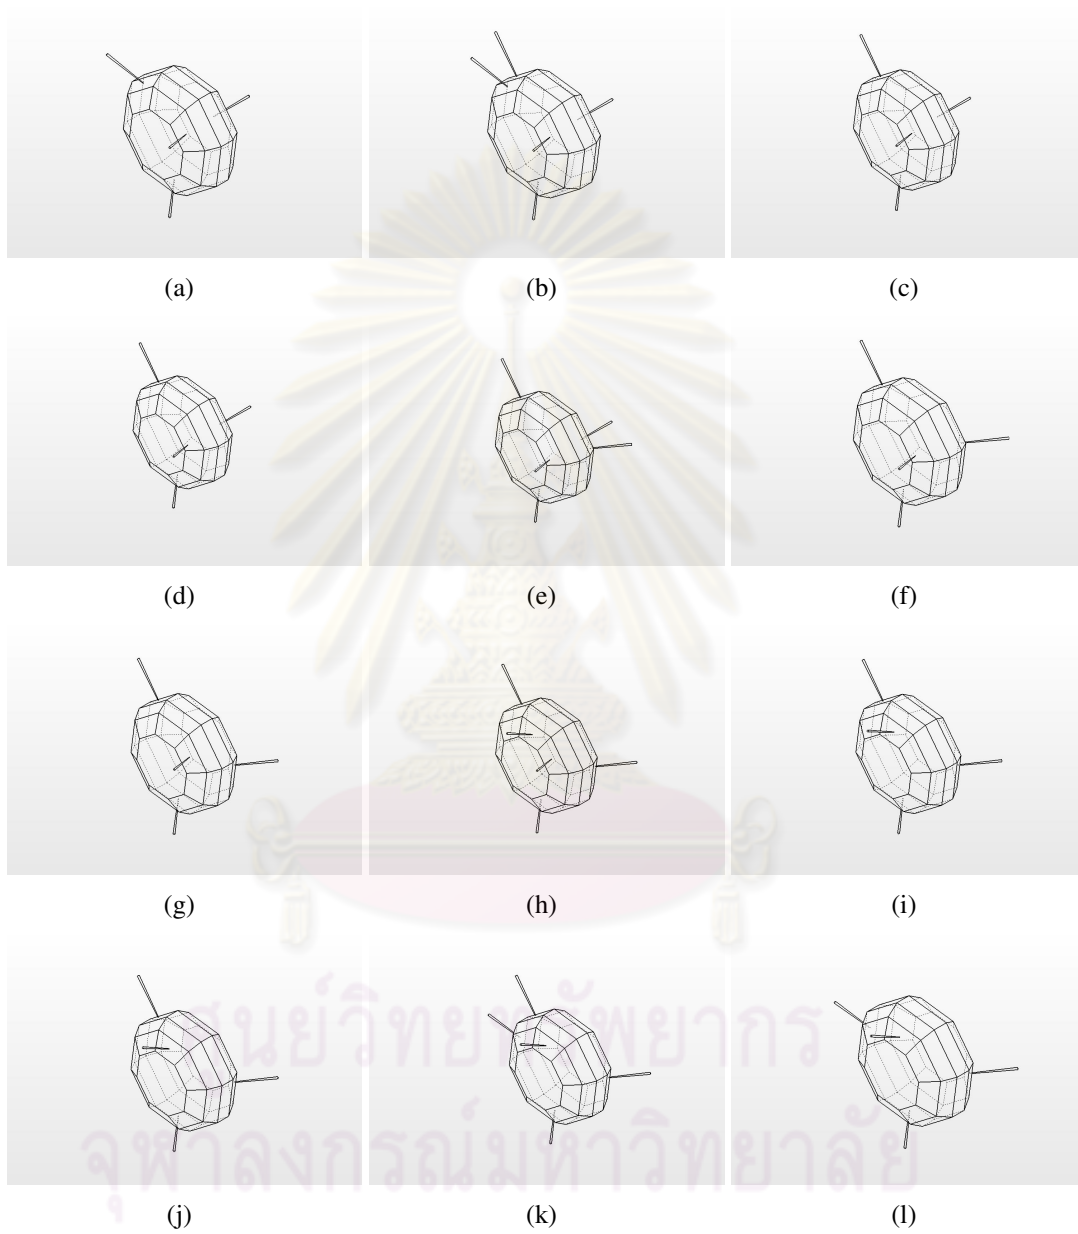 (a) (b) (c)
(d) (e) (f)
(g) (h) (i)
ศูนย์วิทยทรัพยากร
จุฬาลงกรณ์มหาวิทยาลัย
(j) (k) (l)